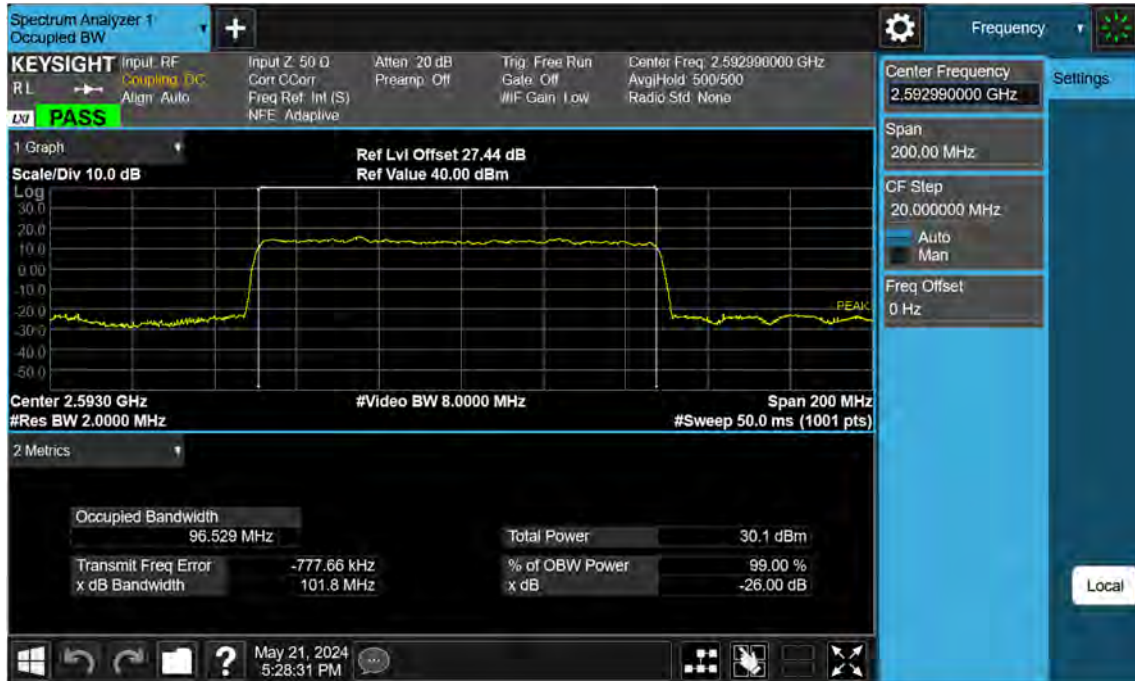 Spectrum Analyzer 1
Occupied BW
+
Frequency
KEYSIGHT
Input: RF
Coupling: DC
Align: Auto
Input Z: 50 Ω
Corr CCorr
Freq Ref: Int (S)
NFE: Adaptive
Atten: 20 dB
Preamp: Off
Trig: Free Run
Gate: Off
#IF Gain: Low
Center Freq: 2.592990000 GHz
Avg|Hold: 500/500
Radio Std: None
R L
LXI
PASS
Center Frequency
2.592990000 GHz
Settings
Span
200.00 MHz
CF Step
20.000000 MHz
Auto
Man
Freq Offset
0 Hz
1 Graph
Scale/Div 10.0 dB
Ref Lvl Offset 27.44 dB
Ref Value 40.00 dBm
Log
30.0
20.0
10.0
0.00
-10.0
-20.0
-30.0
-40.0
-50.0
PEAK
Center 2.5930 GHz
#Video BW 8.0000 MHz
Span 200 MHz
#Res BW 2.0000 MHz
#Sweep 50.0 ms (1001 pts)
2 Metrics
Occupied Bandwidth
96.529 MHz
Total Power 30.1 dBm
Transmit Freq Error -777.66 kHz
% of OBW Power 99.00 %
x dB Bandwidth 101.8 MHz
x dB -26.00 dB
Local
?
May 21, 2024
5:28:31 PM